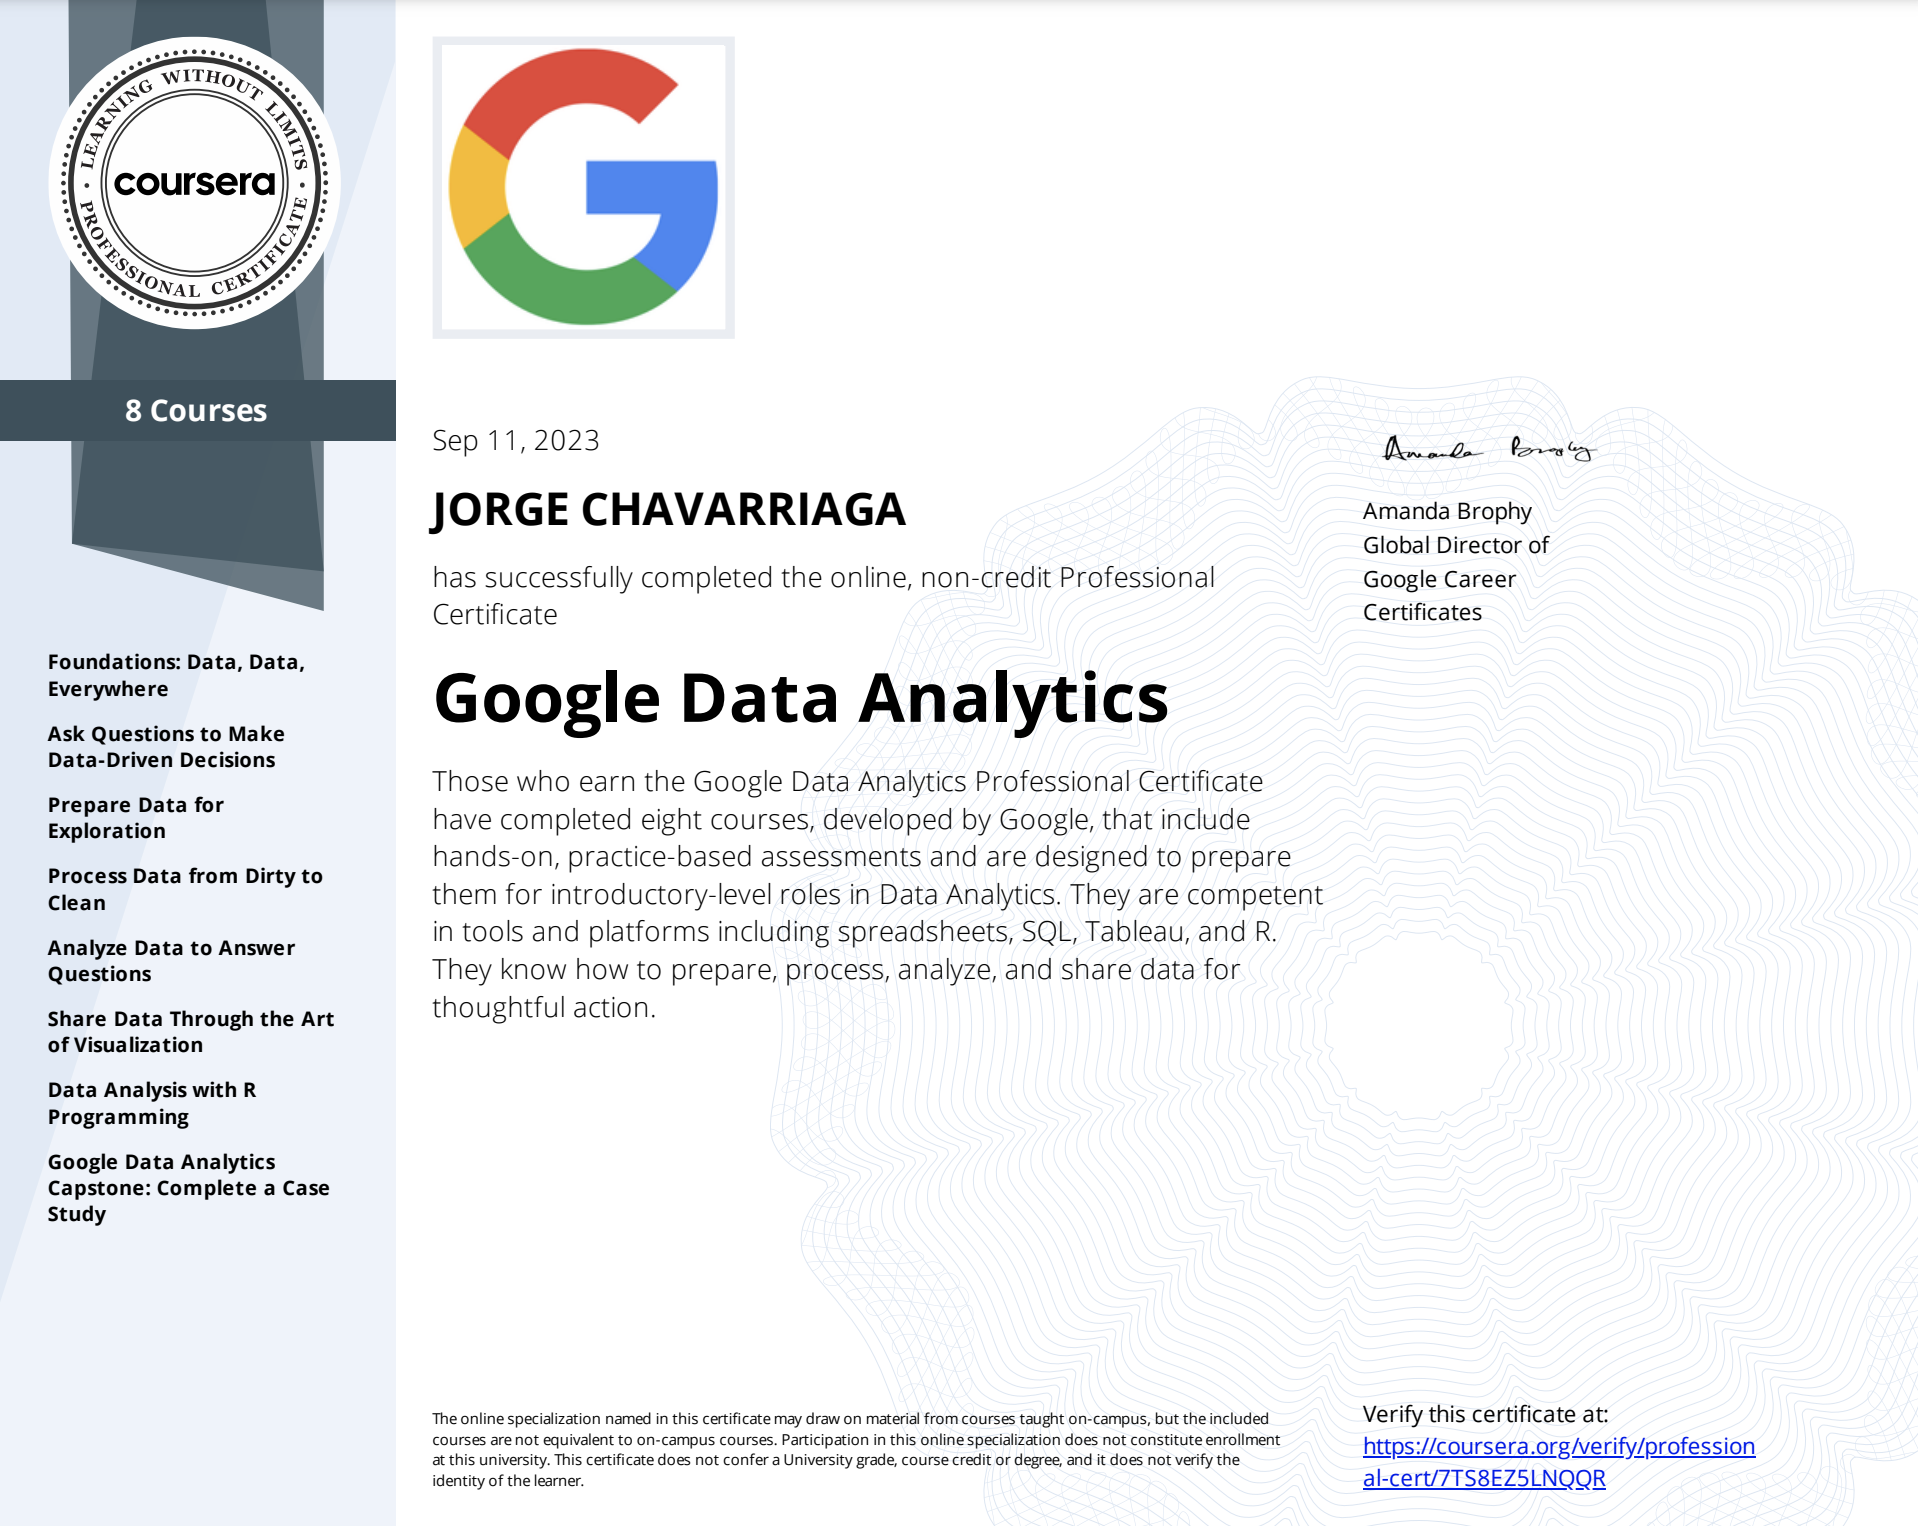 LEARNING WITHOUT LIMITS
coursera
PROFESSIONAL CERTIFICATE
8 Courses
Foundations: Data, Data,
Everywhere
Ask Questions to Make
Data-Driven Decisions
Prepare Data for
Exploration
Process Data from Dirty to
Clean
Analyze Data to Answer
Questions
Share Data Through the Art
of Visualization
Data Analysis with R
Programming
Google Data Analytics
Capstone: Complete a Case
Study
Sep 11, 2023
JORGE CHAVARRIAGA
has successfully completed the online, non-credit Professional
Certificate
Google Data Analytics
Those who earn the Google Data Analytics Professional Certificate
have completed eight courses, developed by Google, that include
hands-on, practice-based assessments and are designed to prepare
them for introductory-level roles in Data Analytics. They are competent
in tools and platforms including spreadsheets, SQL, Tableau, and R.
They know how to prepare, process, analyze, and share data for
thoughtful action.
Amanda Brophy
Amanda Brophy
Global Director of
Google Career
Certificates
The online specialization named in this certificate may draw on material from courses taught on-campus, but the included
courses are not equivalent to on-campus courses. Participation in this online specialization does not constitute enrollment
at this university. This certificate does not confer a University grade, course credit or degree, and it does not verify the
identity of the learner.
Verify this certificate at:
https://coursera.org/verify/profession
al-cert/7TS8EZ5LNQQR